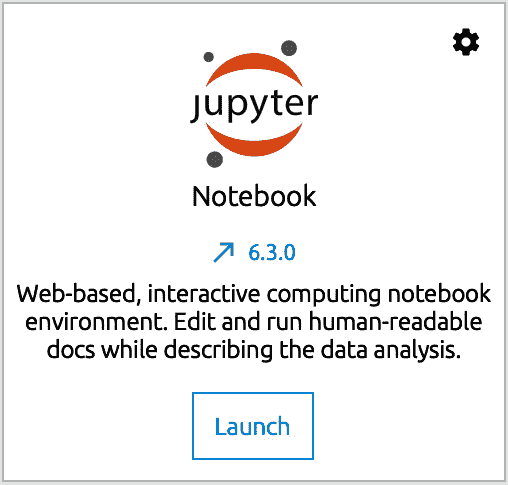 jupyter
Notebook
6.3.0
Web-based, interactive computing notebook
environment. Edit and run human-readable
docs while describing the data analysis.
Launch